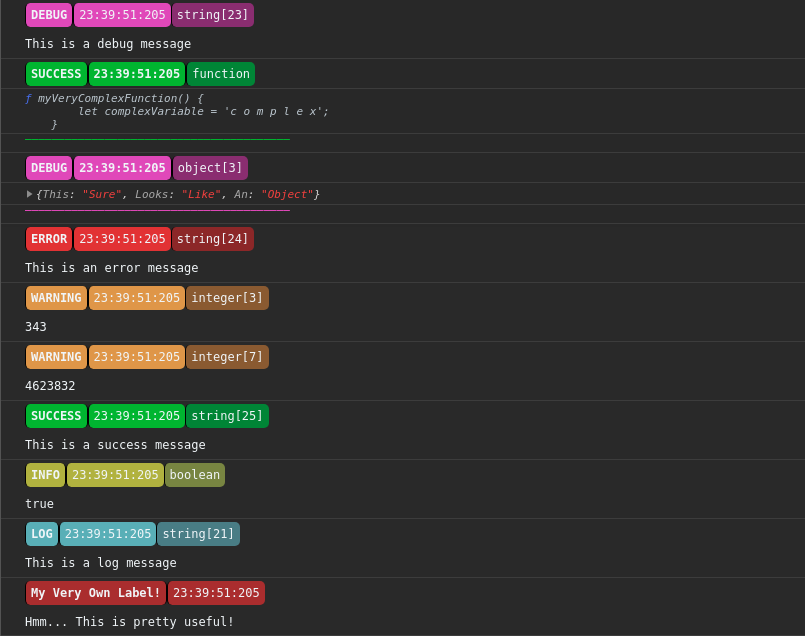 DEBUG 23:39:51:205 string[23]
This is a debug message
SUCCESS 23:39:51:205 function
ƒ myVeryComplexFunction() {
let complexVariable = 'c o m p l e x';
}
DEBUG 23:39:51:205 object[3]
{This: "Sure", Looks: "Like", An: "Object"}
ERROR 23:39:51:205 string[24]
This is an error message
WARNING 23:39:51:205 integer[3]
343
WARNING 23:39:51:205 integer[7]
4623832
SUCCESS 23:39:51:205 string[25]
This is a success message
INFO 23:39:51:205 boolean
true
LOG 23:39:51:205 string[21]
This is a log message
My Very Own Label! 23:39:51:205
Hmm... This is pretty useful!